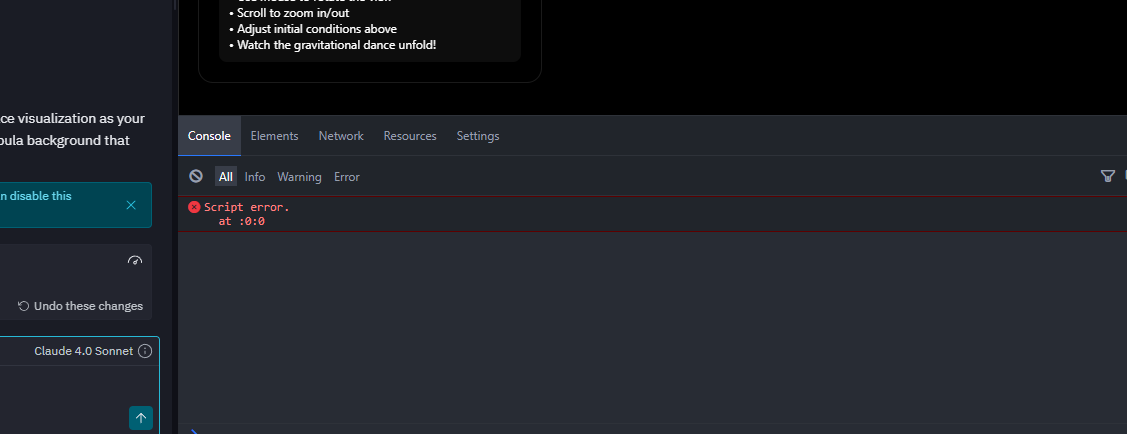 • Scroll to zoom in/out
• Adjust initial conditions above
• Watch the gravitational dance unfold!
ce visualization as your
bula background that
n disable this
Undo these changes
Claude 4.0 Sonnet
Console Elements Network Resources Settings
All Info Warning Error
Script error.
at :0:0